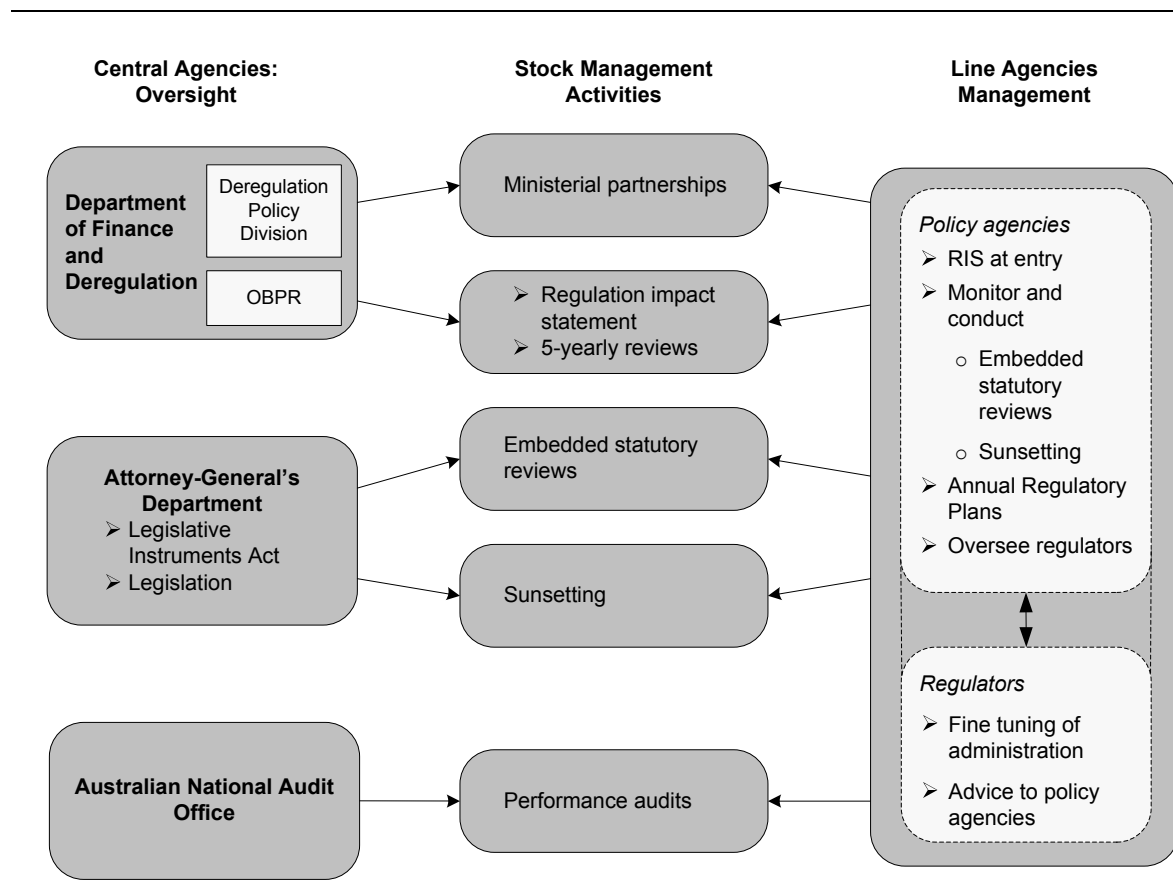 Central Agencies:
Oversight
Stock Management
Activities
Line Agencies
Management
Department
of Finance
and
Deregulation
Deregulation
Policy
Division
OBPR
Ministerial partnerships
➢ Regulation impact
statement
➢ 5-yearly reviews
Attorney-General's
Department
➢ Legislative
Instruments Act
➢ Legislation
Embedded statutory
reviews
Sunsetting
Australian National Audit
Office
Performance audits
Policy agencies
➢ RIS at entry
➢ Monitor and
conduct
o Embedded
statutory
reviews
o Sunsetting
➢ Annual Regulatory
Plans
➢ Oversee regulators
Regulators
➢ Fine tuning of
administration
➢ Advice to policy
agencies